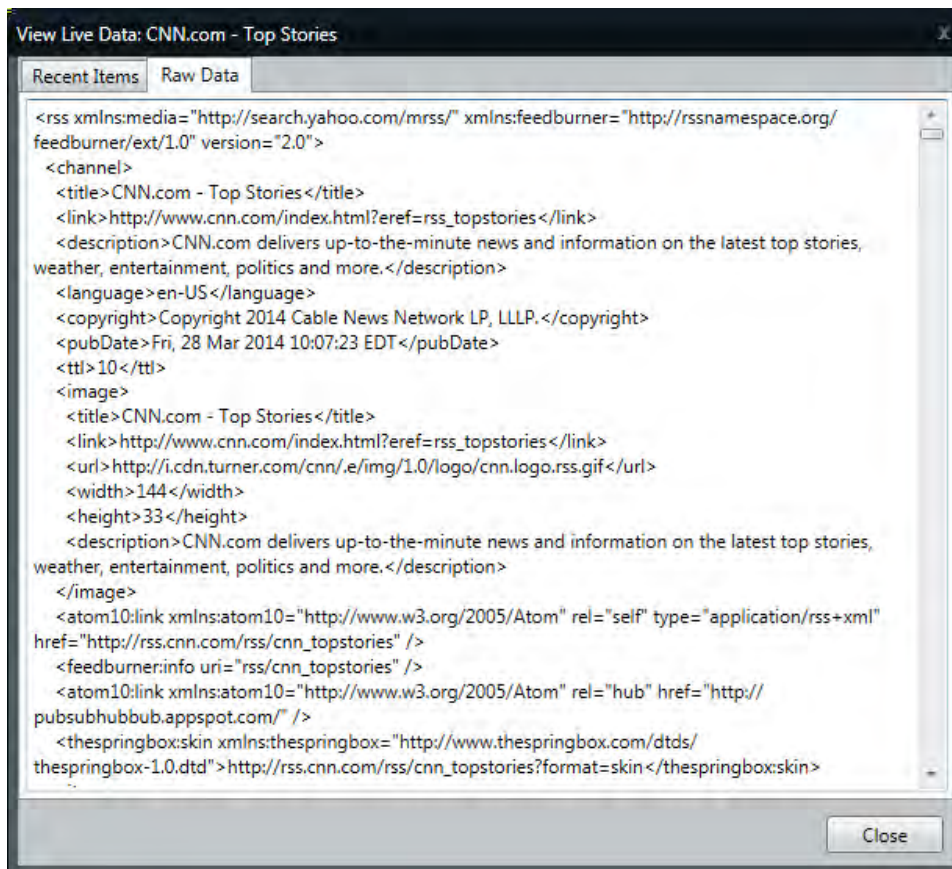 View Live Data: CNN.com - Top Stories
x
Recent Items Raw Data
<rss xmlns:media="http://search.yahoo.com/mrss/" xmlns:feedburner="http://rssnamespace.org/
feedburner/ext/1.0" version="2.0">
<channel>
<title>CNN.com - Top Stories</title>
<link>http://www.cnn.com/index.html?eref=rss_topstories</link>
<description>CNN.com delivers up-to-the-minute news and information on the latest top stories,
weather, entertainment, politics and more.</description>
<language>en-US</language>
<copyright>Copyright 2014 Cable News Network LP, LLLP.</copyright>
<pubDate>Fri, 28 Mar 2014 10:07:23 EDT</pubDate>
<ttl>10</ttl>
<image>
<title>CNN.com - Top Stories</title>
<link>http://www.cnn.com/index.html?eref=rss_topstories</link>
<url>http://i.cdn.turner.com/cnn/.e/img/1.0/logo/cnn.logo.rss.gif</url>
<width>144</width>
<height>33</height>
<description>CNN.com delivers up-to-the-minute news and information on the latest top stories,
weather, entertainment, politics and more.</description>
</image>
<atom10:link xmlns:atom10="http://www.w3.org/2005/Atom" rel="self" type="application/rss+xml"
href="http://rss.cnn.com/rss/cnn_topstories" />
<feedburner:info uri="rss/cnn_topstories" />
<atom10:link xmlns:atom10="http://www.w3.org/2005/Atom" rel="hub" href="http://
pubsubhubbub.appspot.com/" />
<thespringbox:skin xmlns:thespringbox="http://www.thespringbox.com/dtds/
thespringbox-1.0.dtd">http://rss.cnn.com/rss/cnn_topstories?format=skin</thespringbox:skin>
Close